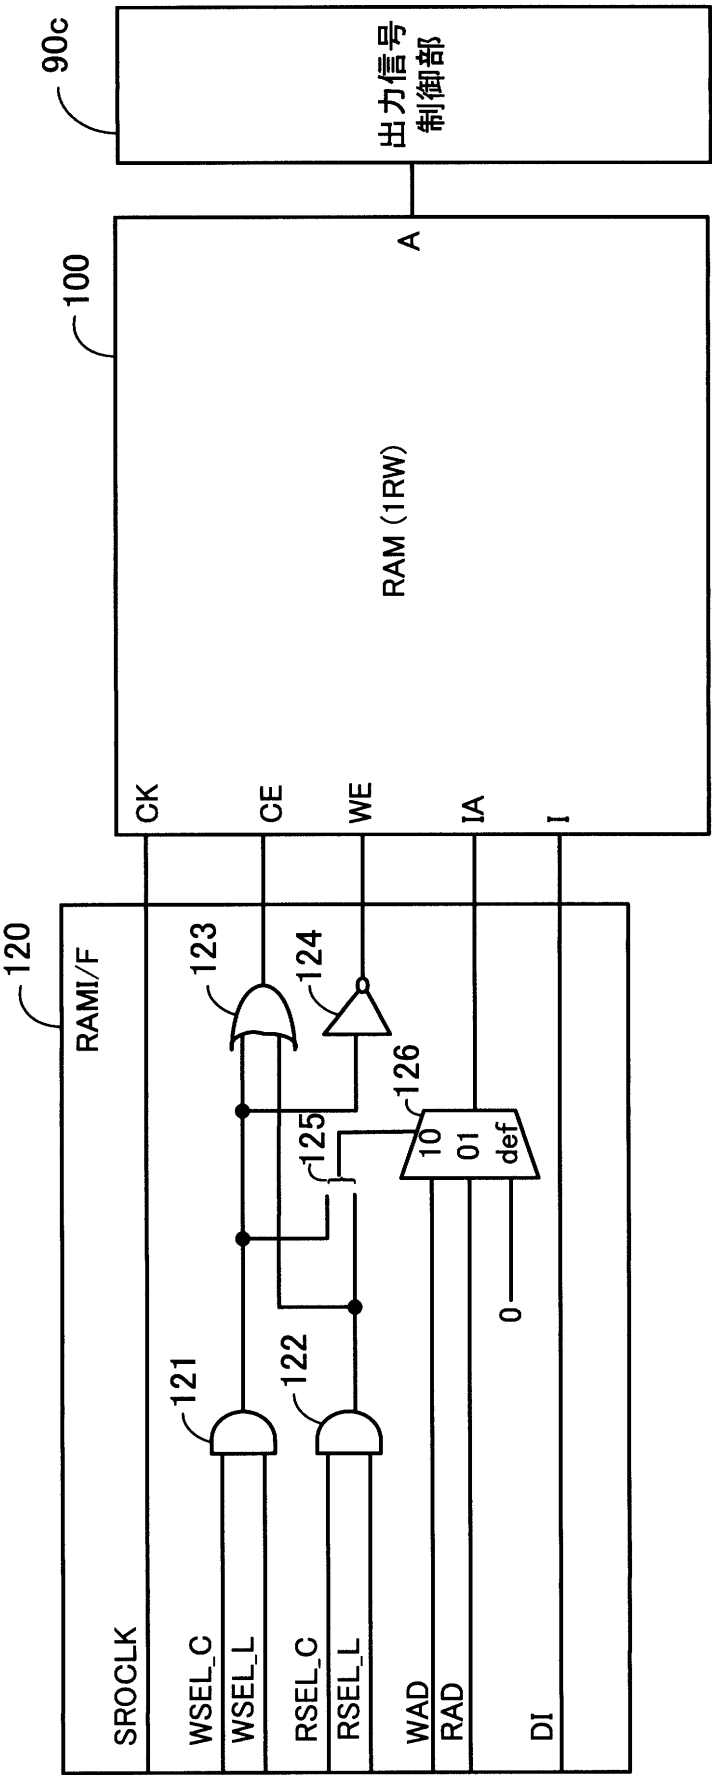 120
RAMI/F
SROCLK
WSEL_C
WSEL_L
RSEL_C
RSEL_L
WAD
RAD
DI
121
122
123
124
125
126
10
01
def
0
100
CK
CE
WE
IA
I
RAM (1RW)
A
90c
出力信号
制御部